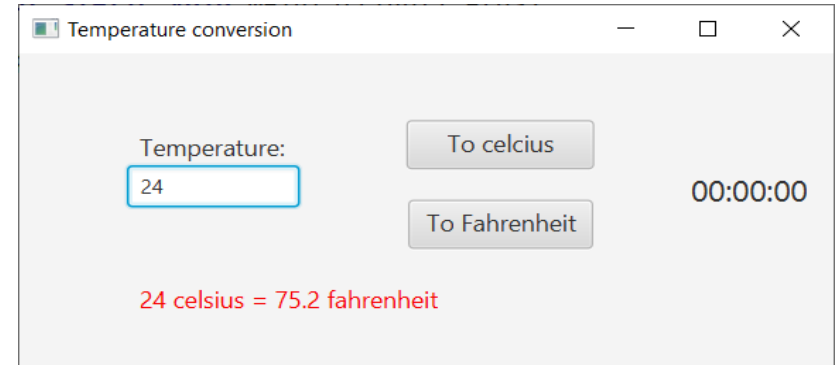 Temperature conversion
Temperature:
To celcius
24
00:00:00
To Fahrenheit
24 celsius = 75.2 fahrenheit